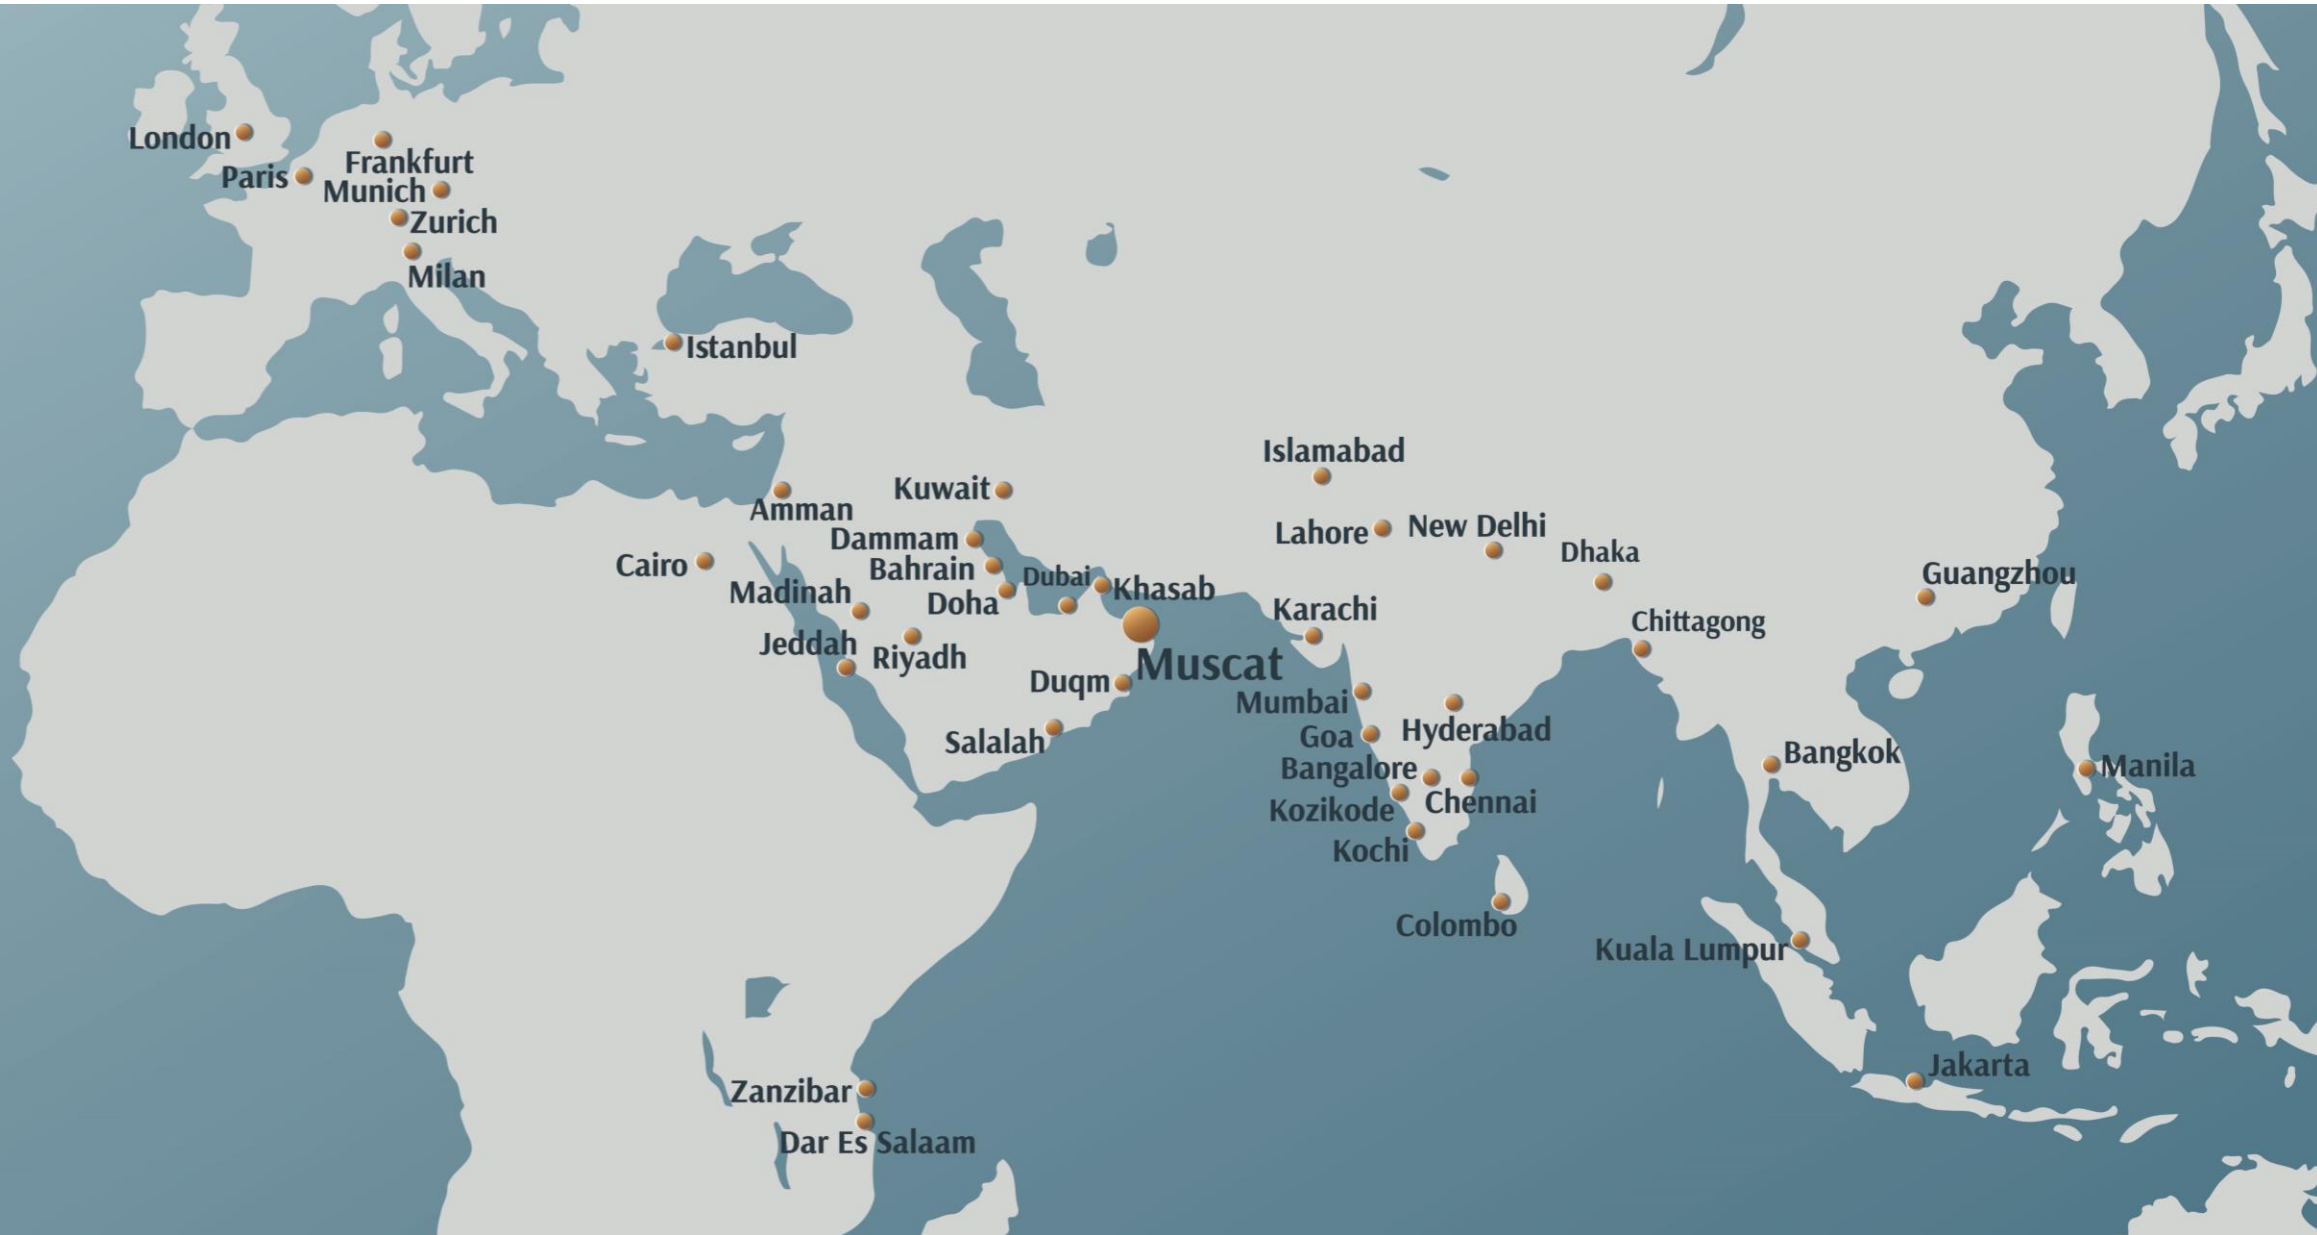 London
Paris
Frankfurt
Munich
Zurich
Milan
Istanbul
Islamabad
Kuwait
Amman
Lahore
New Delhi
Dammam
Dhaka
Cairo
Bahrain
Dubai
Khasab
Guangzhou
Madinah
Doha
Karachi
Chittagong
Jeddah
Riyadh
Muscat
Duqm
Mumbai
Salalah
Goa
Hyderabad
Bangkok
Manila
Bangalore
Kozikode
Chennai
Kochi
Colombo
Kuala Lumpur
Jakarta
Zanzibar
Dar Es Salaam